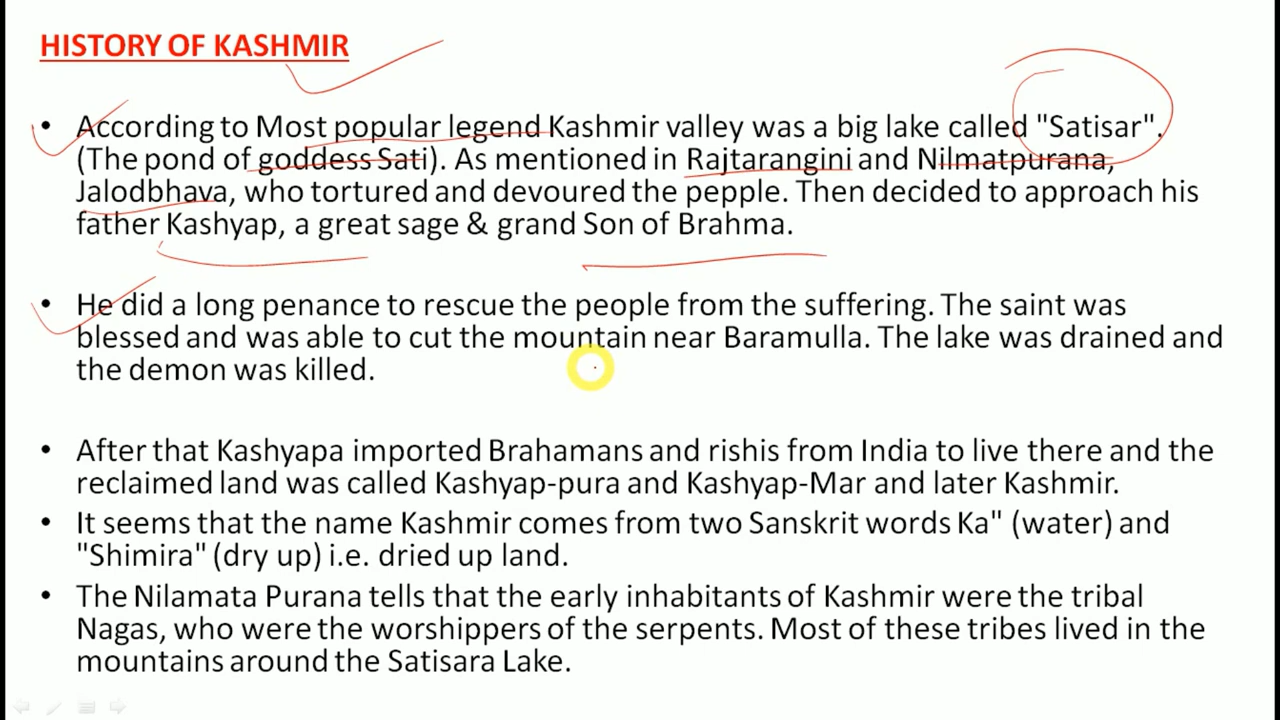 HISTORY OF KASHMIR
• According to Most popular legend Kashmir valley was a big lake called "Satisar".
(The pond of goddess Sati). As mentioned in Rajtarangini and Nilmatpurana,
Jalodbhava, who tortured and devoured the pepple. Then decided to approach his
father Kashyap, a great sage & grand Son of Brahma.
• He did a long penance to rescue the people from the suffering. The saint was
blessed and was able to cut the mountain near Baramulla. The lake was drained and
the demon was killed.
• After that Kashyapa imported Brahamans and rishis from India to live there and the
reclaimed land was called Kashyap-pura and Kashyap-Mar and later Kashmir.
• It seems that the name Kashmir comes from two Sanskrit words Ka" (water) and
"Shimira" (dry up) i.e. dried up land.
• The Nilamata Purana tells that the early inhabitants of Kashmir were the tribal
Nagas, who were the worshippers of the serpents. Most of these tribes lived in the
mountains around the Satisara Lake.